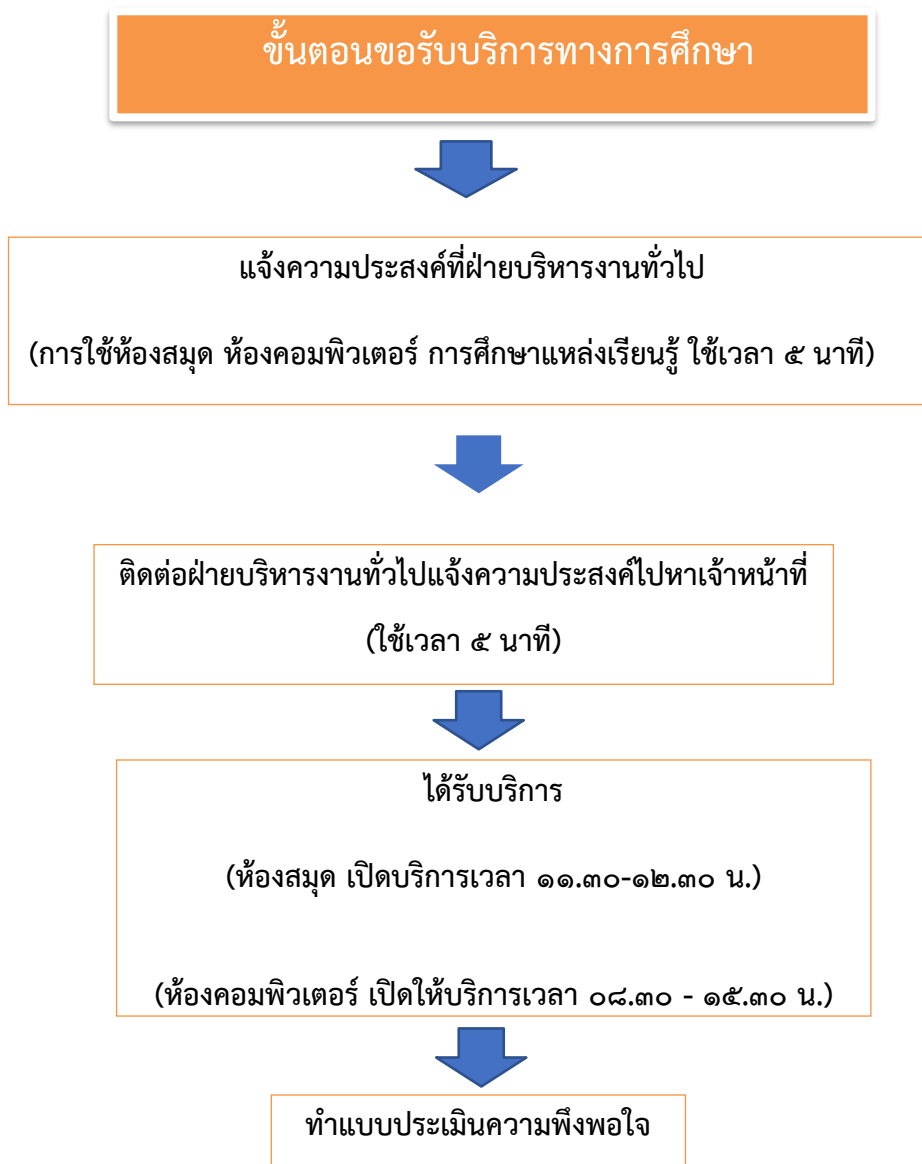 ขั้นตอนขอรับบริการทางการศึกษา
แจ้งความประสงค์ที่ฝ่ายบริหารงานทั่วไป
(การใช้ห้องสมุด ห้องคอมพิวเตอร์ การศึกษาแหล่งเรียนรู้ ใช้เวลา ๕ นาที)
ติดต่อฝ่ายบริหารงานทั่วไปแจ้งความประสงค์ไปหาเจ้าหน้าที่
(ใช้เวลา ๕ นาที)
ได้รับบริการ
(ห้องสมุด เปิดบริการเวลา ๑๑.๓๐-๑๒.๓๐ น.)
(ห้องคอมพิวเตอร์ เปิดให้บริการเวลา ๐๘.๓๐ - ๑๕.๓๐ น.)
ทำแบบประเมินความพึงพอใจ